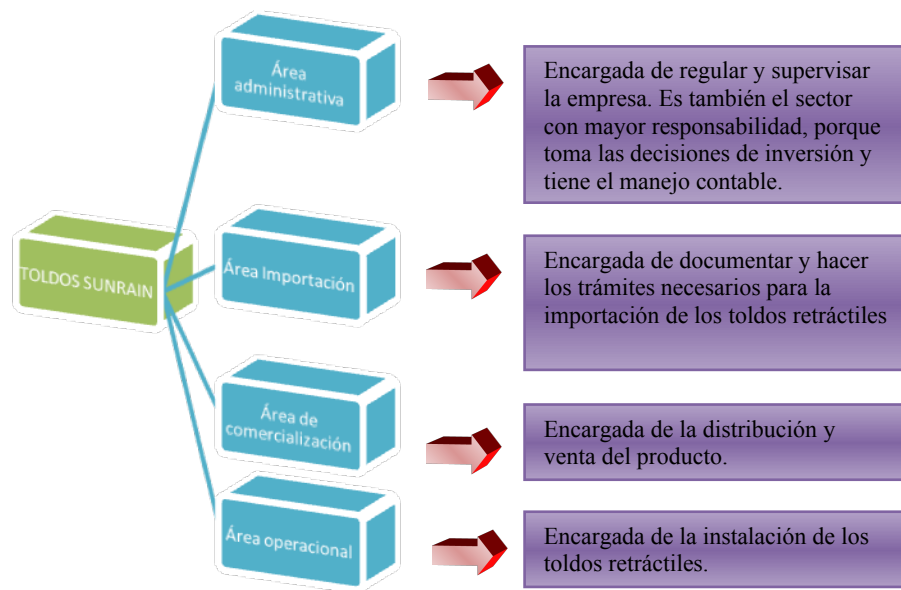 TOLDOS SUNRAIN
Área
administrativa
Encargada de regular y supervisar
la empresa. Es también el sector
con mayor responsabilidad, porque
toma las decisiones de inversión y
tiene el manejo contable.
Área Importación
Encargada de documentar y hacer
los trámites necesarios para la
importación de los toldos retráctiles
Área de
comercialización
Encargada de la distribución y
venta del producto.
Área operacional
Encargada de la instalación de los
toldos retráctiles.